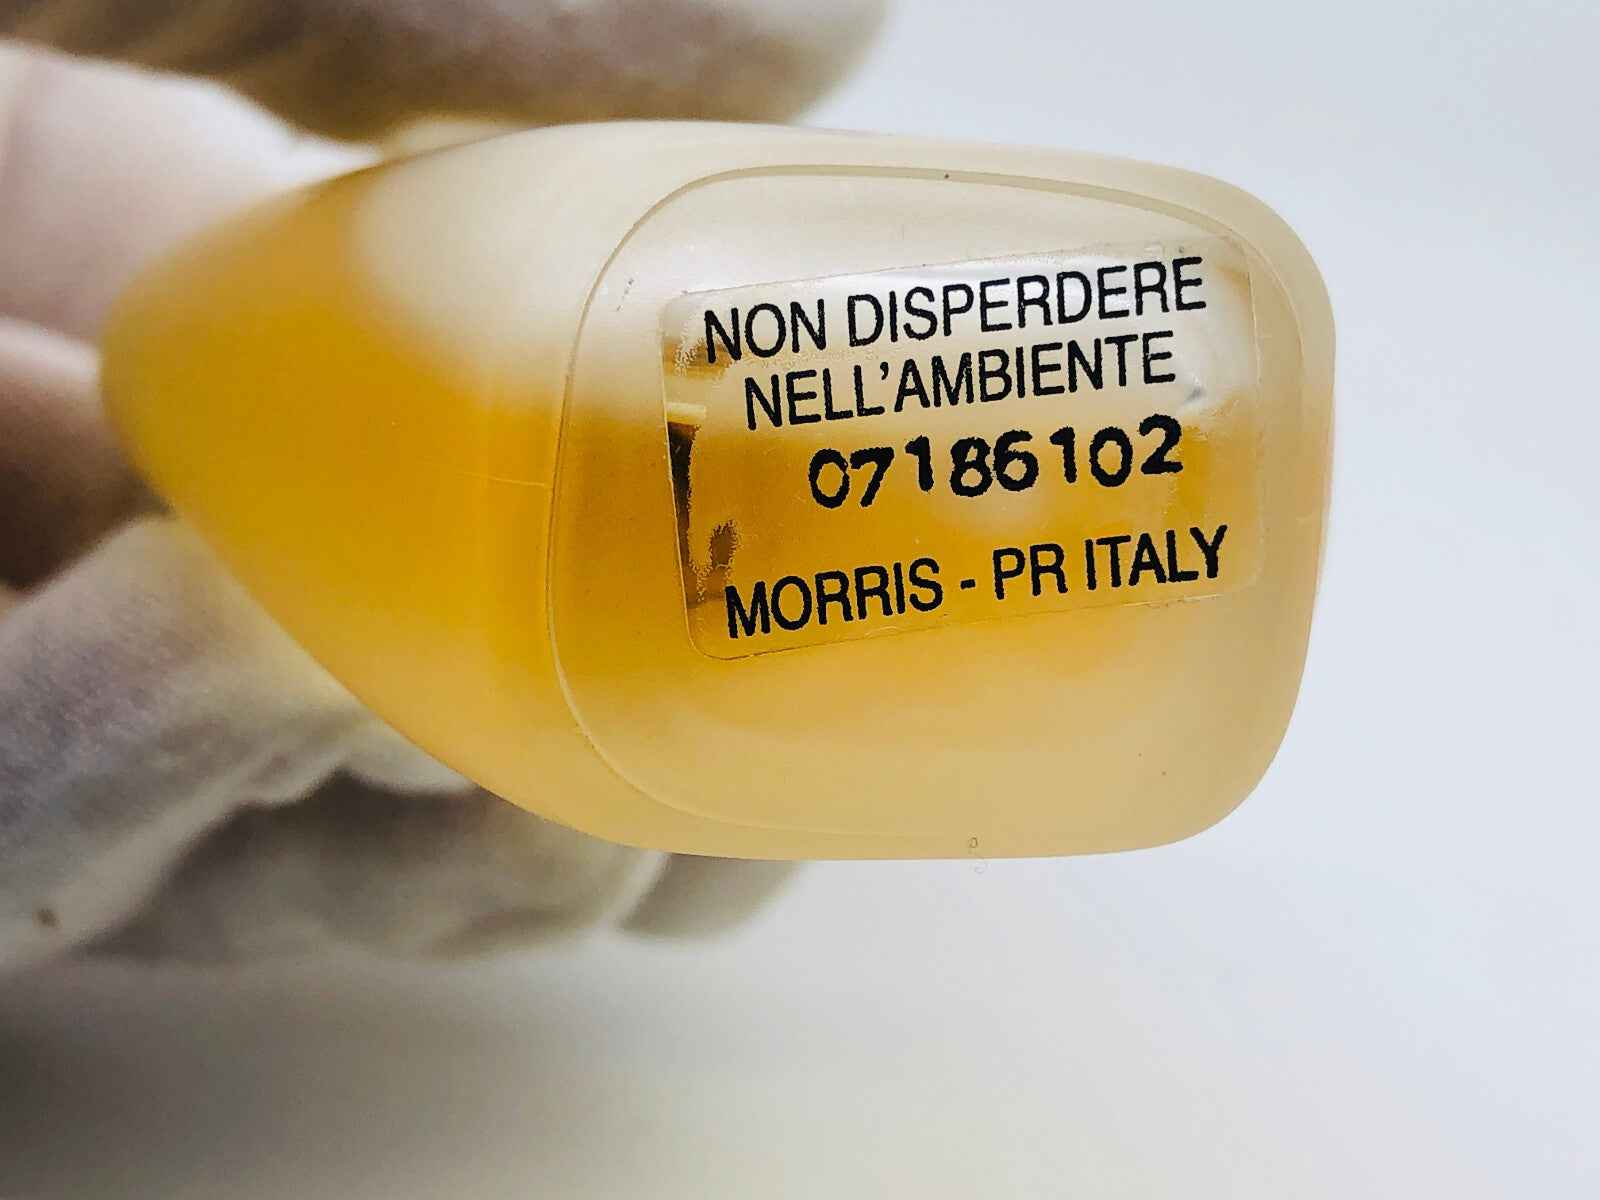 NON DISPERDERE
NELL'AMBIENTE
07186102
MORRIS - PR ITALY